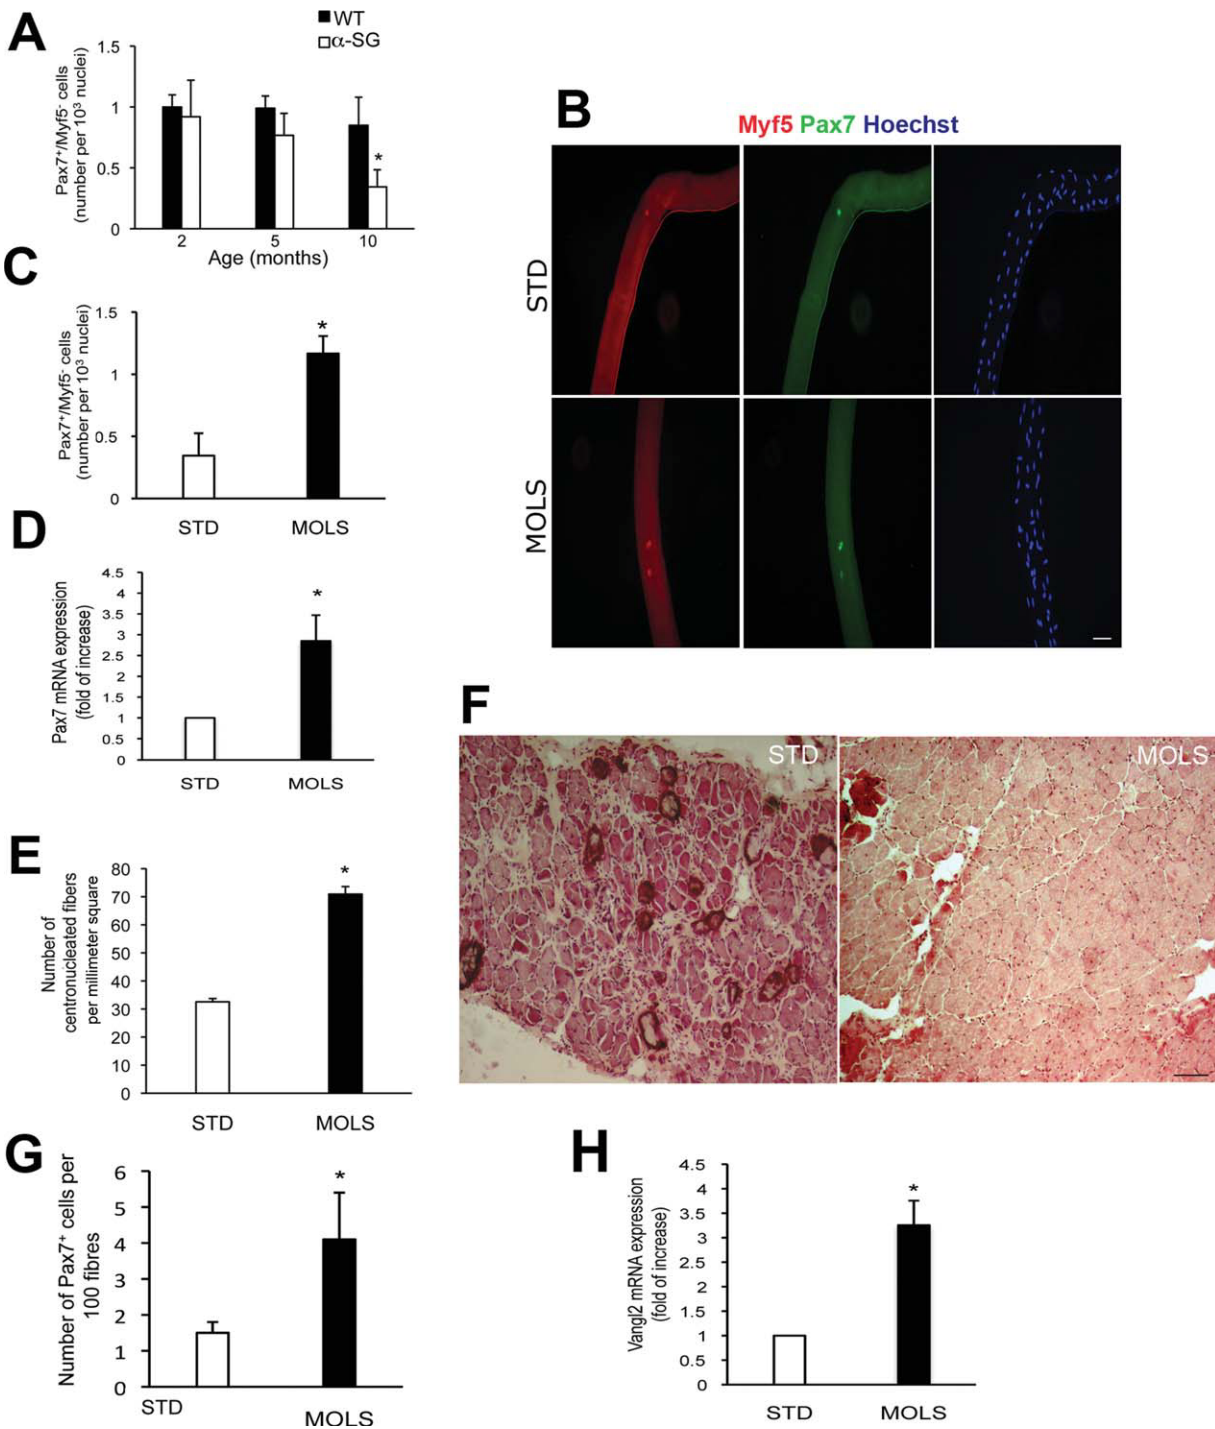 A
WT
α-SG
Pax7⁺/Myf5⁻ cells
(number per 10³ nuclei)
1.5
1
0.5
0
*
2 5 10
Age (months)
B
Myf5 Pax7 Hoechst
STD
MOLS
C
Pax7⁺/Myf5⁻ cells
(number per 10³ nuclei)
1.5
1
0.5
0
*
STD MOLS
D
Pax7 mRNA expression
(fold of increase)
4.5
4
3.5
3
2.5
2
1.5
1
0.5
0
*
STD MOLS
E
Number of
centronucleated fibers
per millimeter square
80
70
60
50
40
30
20
10
0
*
STD MOLS
F
STD
MOLS
G
Number of Pax7⁺ cells per
100 fibres
6
5
4
3
2
1
0
*
STD
MOLS
H
Vangl2 mRNA expression
(fold of increase)
4.5
4
3.5
3
2.5
2
1.5
1
0.5
0
*
STD MOLS